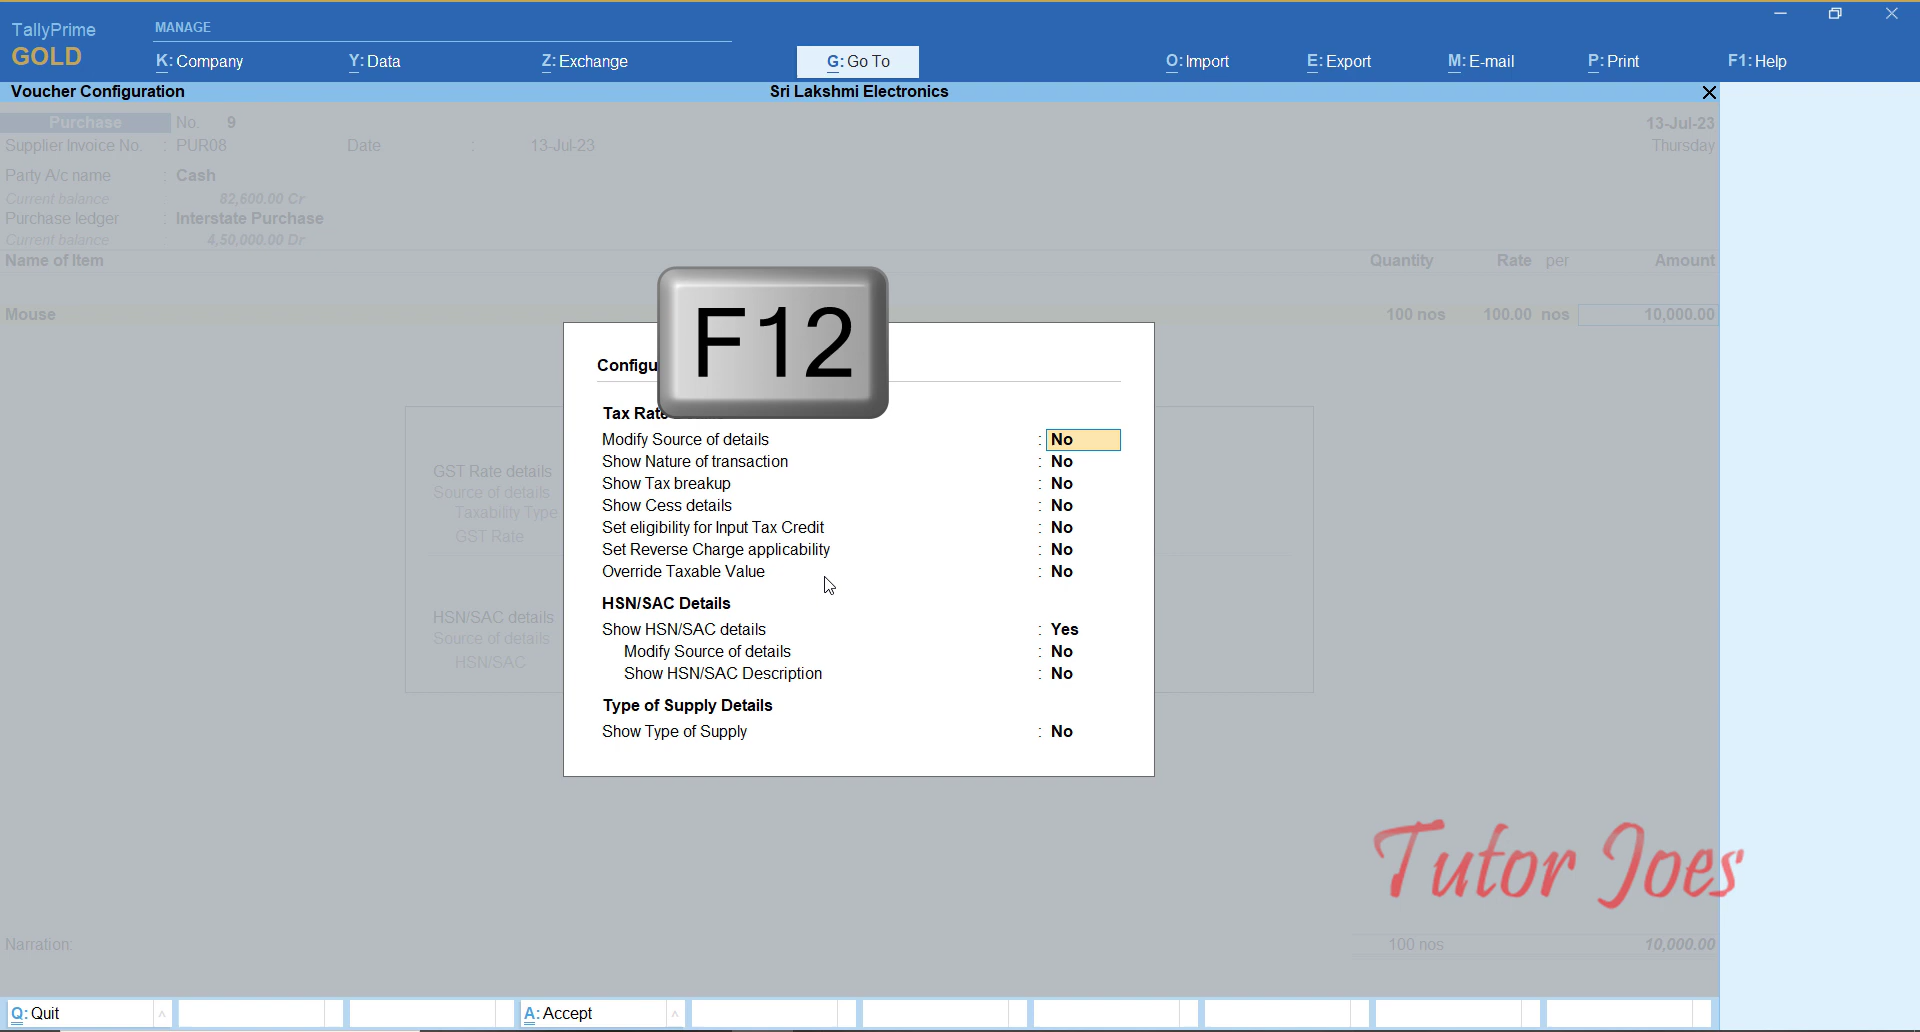 TallyPrime
GOLD
MANAGE
K: Company
Y: Data
Z: Exchange
G: Go To
O: Import
E: Export
M: E-mail
P: Print
F1: Help
Voucher Configuration
Sri Lakshmi Electronics
Purchase No. 9
13-Jul-23
Supplier Invoice No. : PUR08 Date : 13-Jul-23
Thursday
Party A/c name : Cash
Current balance 82,600.00 Cr
Purchase ledger : Interstate Purchase
Current balance 4,50,000.00 Dr
Name of Item Quantity Rate per Amount
Mouse 100 nos 100.00 nos 10,000.00
F12
Configu
Tax Rate
Modify Source of details : No
Show Nature of transaction : No
Show Tax breakup : No
Show Cess details : No
Set eligibility for Input Tax Credit : No
Set Reverse Charge applicability : No
Override Taxable Value : No
HSN/SAC Details
Show HSN/SAC details : Yes
Modify Source of details : No
Show HSN/SAC Description : No
Type of Supply Details
Show Type of Supply : No
GST Rate details
Source of details
Taxability Type
GST Rate
HSN/SAC details
Source of details
HSN/SAC
Tutor Joes
Narration:
100 nos 10,000.00
Q: Quit
A: Accept